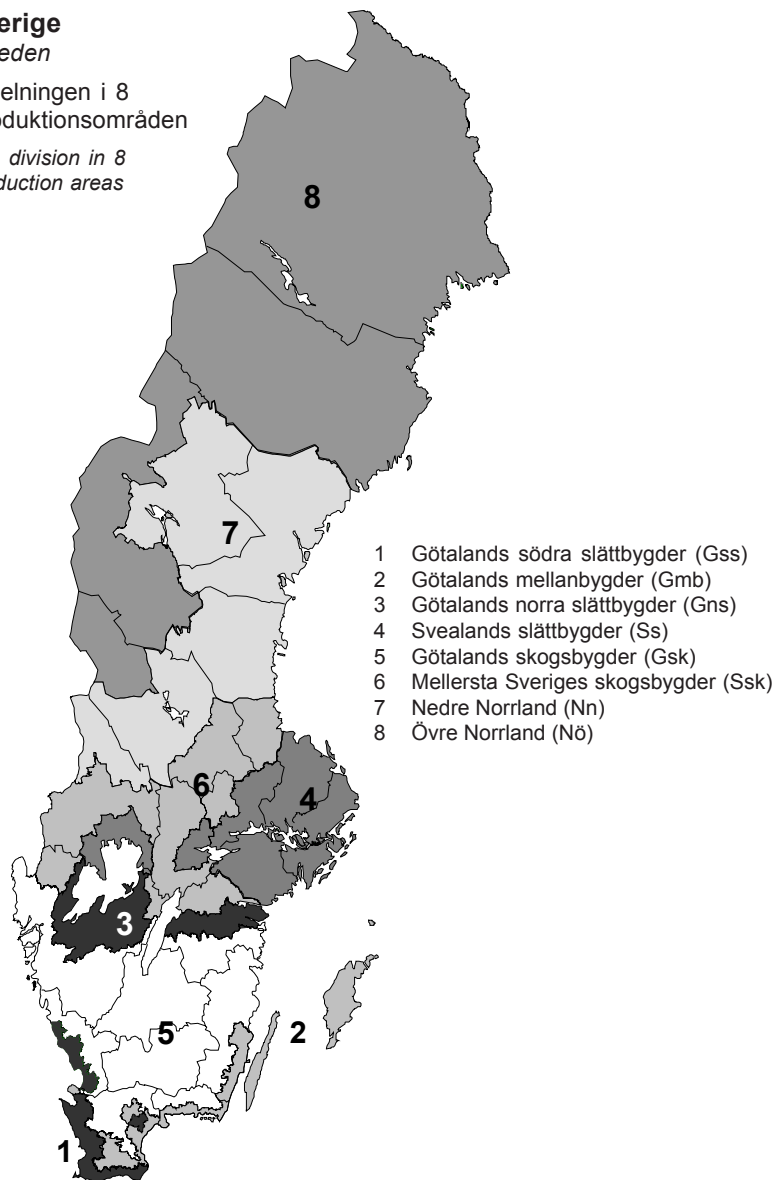 erige
eden
elningen i 8
oduktionsområden
division in 8
duction areas
8
7
1 Götalands södra slättbygder (Gss)
2 Götalands mellanbygder (Gmb)
3 Götalands norra slättbygder (Gns)
4 Svealands slättbygder (Ss)
5 Götalands skogsbygder (Gsk)
6 Mellersta Sveriges skogsbygder (Ssk)
7 Nedre Norrland (Nn)
8 Övre Norrland (Nö)
6
4
3
5
2
1